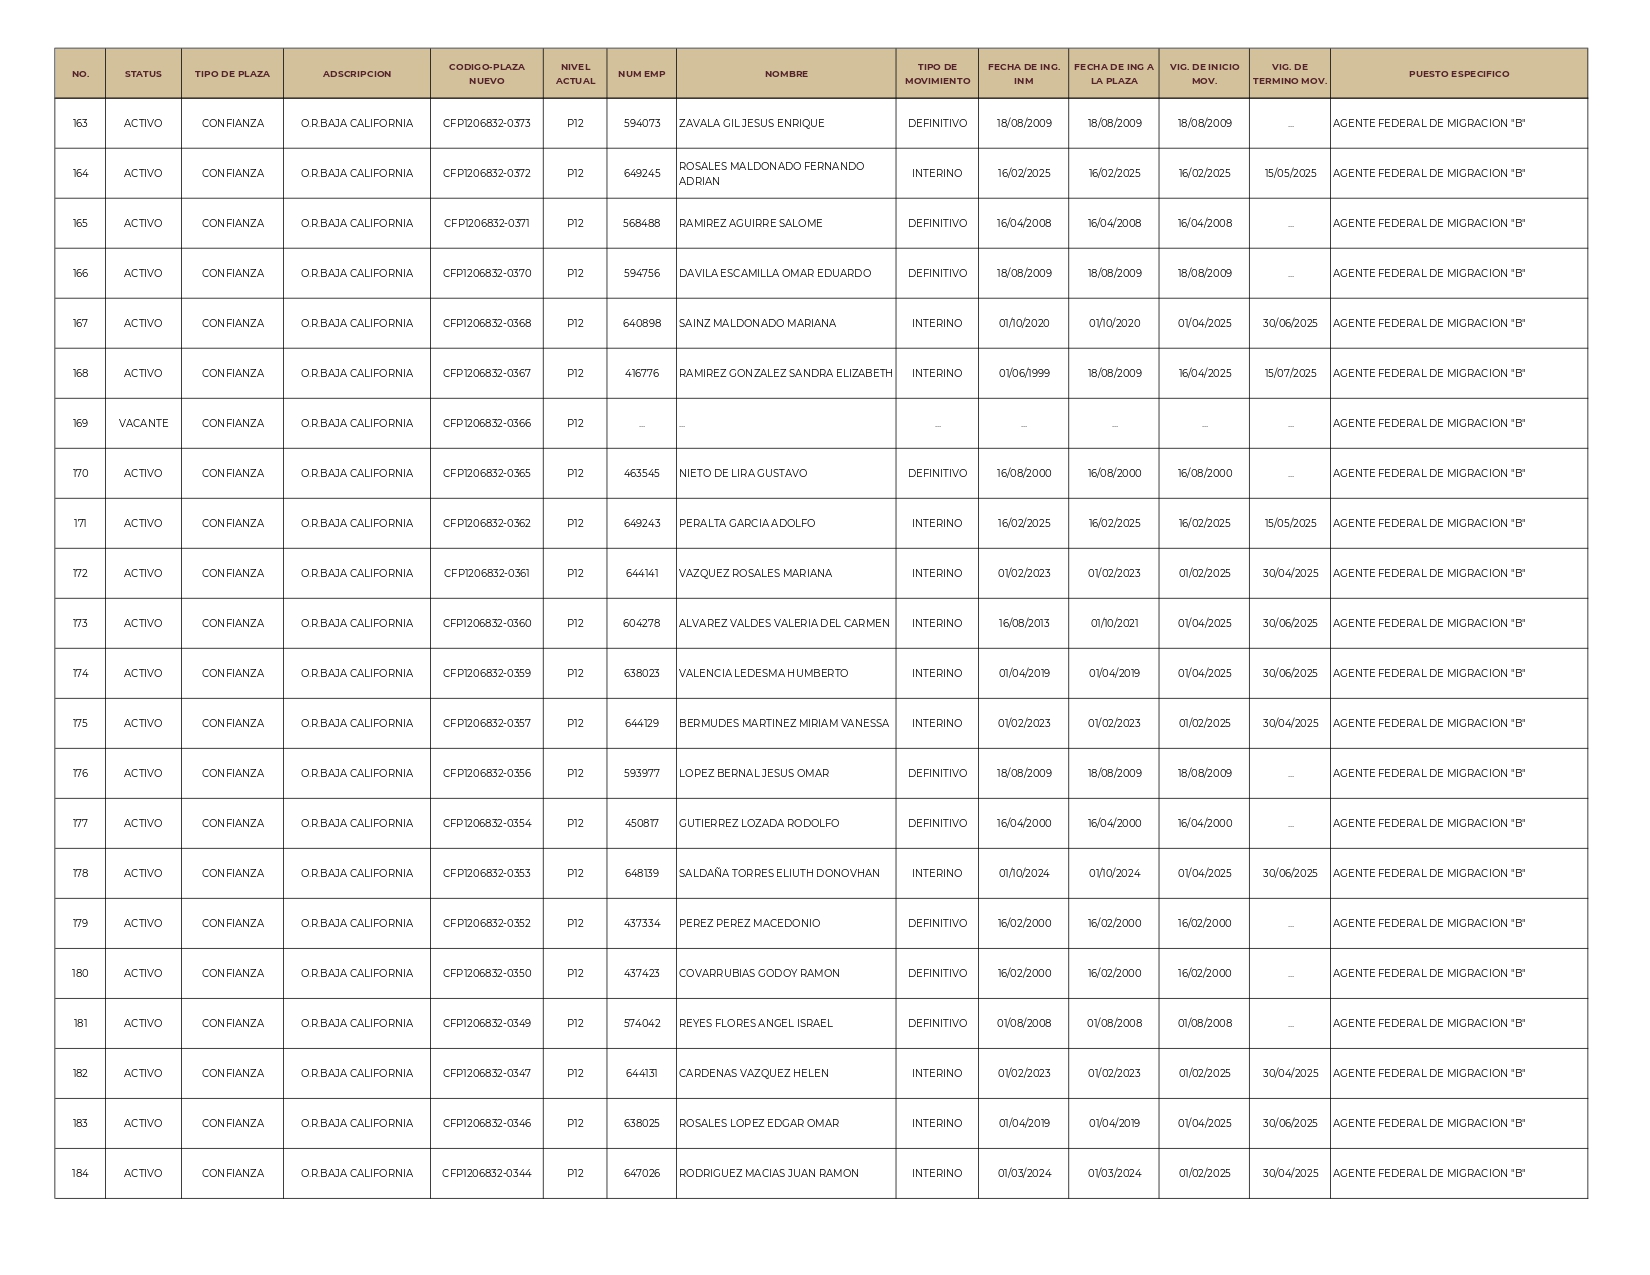 NO. STATUS TIPO DE PLAZA ADSCRIPCION CODIGO-PLAZA NUEVO NIVEL ACTUAL NUM EMP NOMBRE TIPO DE MOVIMIENTO FECHA DE ING. INM FECHA DE ING A LA PLAZA VIG. DE INICIO MOV. VIG. DE TERMINO MOV. PUESTO ESPECIFICO
163 ACTIVO CONFIANZA O.R.BAJA CALIFORNIA CFP1206832-0373 P12 594073 ZAVALA GIL JESUS ENRIQUE DEFINITIVO 18/08/2009 18/08/2009 18/08/2009 ... AGENTE FEDERAL DE MIGRACION "B"
164 ACTIVO CONFIANZA O.R.BAJA CALIFORNIA CFP1206832-0372 P12 649245 ROSALES MALDONADO FERNANDO ADRIAN INTERINO 16/02/2025 16/02/2025 16/02/2025 15/05/2025 AGENTE FEDERAL DE MIGRACION "B"
165 ACTIVO CONFIANZA O.R.BAJA CALIFORNIA CFP1206832-0371 P12 568488 RAMIREZ AGUIRRE SALOME DEFINITIVO 16/04/2008 16/04/2008 16/04/2008 ... AGENTE FEDERAL DE MIGRACION "B"
166 ACTIVO CONFIANZA O.R.BAJA CALIFORNIA CFP1206832-0370 P12 594756 DAVILA ESCAMILLA OMAR EDUARDO DEFINITIVO 18/08/2009 18/08/2009 18/08/2009 ... AGENTE FEDERAL DE MIGRACION "B"
167 ACTIVO CONFIANZA O.R.BAJA CALIFORNIA CFP1206832-0368 P12 640898 SAINZ MALDONADO MARIANA INTERINO 01/10/2020 01/10/2020 01/04/2025 30/06/2025 AGENTE FEDERAL DE MIGRACION "B"
168 ACTIVO CONFIANZA O.R.BAJA CALIFORNIA CFP1206832-0367 P12 416776 RAMIREZ GONZALEZ SANDRA ELIZABETH INTERINO 01/06/1999 18/08/2009 16/04/2025 15/07/2025 AGENTE FEDERAL DE MIGRACION "B"
169 VACANTE CONFIANZA O.R.BAJA CALIFORNIA CFP1206832-0366 P12 ... ... ... ... ... ... ... AGENTE FEDERAL DE MIGRACION "B"
170 ACTIVO CONFIANZA O.R.BAJA CALIFORNIA CFP1206832-0365 P12 463545 NIETO DE LIRA GUSTAVO DEFINITIVO 16/08/2000 16/08/2000 16/08/2000 ... AGENTE FEDERAL DE MIGRACION "B"
171 ACTIVO CONFIANZA O.R.BAJA CALIFORNIA CFP1206832-0362 P12 649243 PERALTA GARCIA ADOLFO INTERINO 16/02/2025 16/02/2025 16/02/2025 15/05/2025 AGENTE FEDERAL DE MIGRACION "B"
172 ACTIVO CONFIANZA O.R.BAJA CALIFORNIA CFP1206832-0361 P12 644141 VAZQUEZ ROSALES MARIANA INTERINO 01/02/2023 01/02/2023 01/02/2025 30/04/2025 AGENTE FEDERAL DE MIGRACION "B"
173 ACTIVO CONFIANZA O.R.BAJA CALIFORNIA CFP1206832-0360 P12 604278 ALVAREZ VALDES VALERIA DEL CARMEN INTERINO 16/08/2013 01/10/2021 01/04/2025 30/06/2025 AGENTE FEDERAL DE MIGRACION "B"
174 ACTIVO CONFIANZA O.R.BAJA CALIFORNIA CFP1206832-0359 P12 638023 VALENCIA LEDESMA HUMBERTO INTERINO 01/04/2019 01/04/2019 01/04/2025 30/06/2025 AGENTE FEDERAL DE MIGRACION "B"
175 ACTIVO CONFIANZA O.R.BAJA CALIFORNIA CFP1206832-0357 P12 644129 BERMUDES MARTINEZ MIRIAM VANESSA INTERINO 01/02/2023 01/02/2023 01/02/2025 30/04/2025 AGENTE FEDERAL DE MIGRACION "B"
176 ACTIVO CONFIANZA O.R.BAJA CALIFORNIA CFP1206832-0356 P12 593977 LOPEZ BERNAL JESUS OMAR DEFINITIVO 18/08/2009 18/08/2009 18/08/2009 ... AGENTE FEDERAL DE MIGRACION "B"
177 ACTIVO CONFIANZA O.R.BAJA CALIFORNIA CFP1206832-0354 P12 450817 GUTIERREZ LOZADA RODOLFO DEFINITIVO 16/04/2000 16/04/2000 16/04/2000 ... AGENTE FEDERAL DE MIGRACION "B"
178 ACTIVO CONFIANZA O.R.BAJA CALIFORNIA CFP1206832-0353 P12 648139 SALDAÑA TORRES ELIUTH DONOVHAN INTERINO 01/10/2024 01/10/2024 01/04/2025 30/06/2025 AGENTE FEDERAL DE MIGRACION "B"
179 ACTIVO CONFIANZA O.R.BAJA CALIFORNIA CFP1206832-0352 P12 437334 PEREZ PEREZ MACEDONIO DEFINITIVO 16/02/2000 16/02/2000 16/02/2000 ... AGENTE FEDERAL DE MIGRACION "B"
180 ACTIVO CONFIANZA O.R.BAJA CALIFORNIA CFP1206832-0350 P12 437423 COVARRUBIAS GODOY RAMON DEFINITIVO 16/02/2000 16/02/2000 16/02/2000 ... AGENTE FEDERAL DE MIGRACION "B"
181 ACTIVO CONFIANZA O.R.BAJA CALIFORNIA CFP1206832-0349 P12 574042 REYES FLORES ANGEL ISRAEL DEFINITIVO 01/08/2008 01/08/2008 01/08/2008 ... AGENTE FEDERAL DE MIGRACION "B"
182 ACTIVO CONFIANZA O.R.BAJA CALIFORNIA CFP1206832-0347 P12 644131 CARDENAS VAZQUEZ HELEN INTERINO 01/02/2023 01/02/2023 01/02/2025 30/04/2025 AGENTE FEDERAL DE MIGRACION "B"
183 ACTIVO CONFIANZA O.R.BAJA CALIFORNIA CFP1206832-0346 P12 638025 ROSALES LOPEZ EDGAR OMAR INTERINO 01/04/2019 01/04/2019 01/04/2025 30/06/2025 AGENTE FEDERAL DE MIGRACION "B"
184 ACTIVO CONFIANZA O.R.BAJA CALIFORNIA CFP1206832-0344 P12 647026 RODRIGUEZ MACIAS JUAN RAMON INTERINO 01/03/2024 01/03/2024 01/02/2025 30/04/2025 AGENTE FEDERAL DE MIGRACION "B"